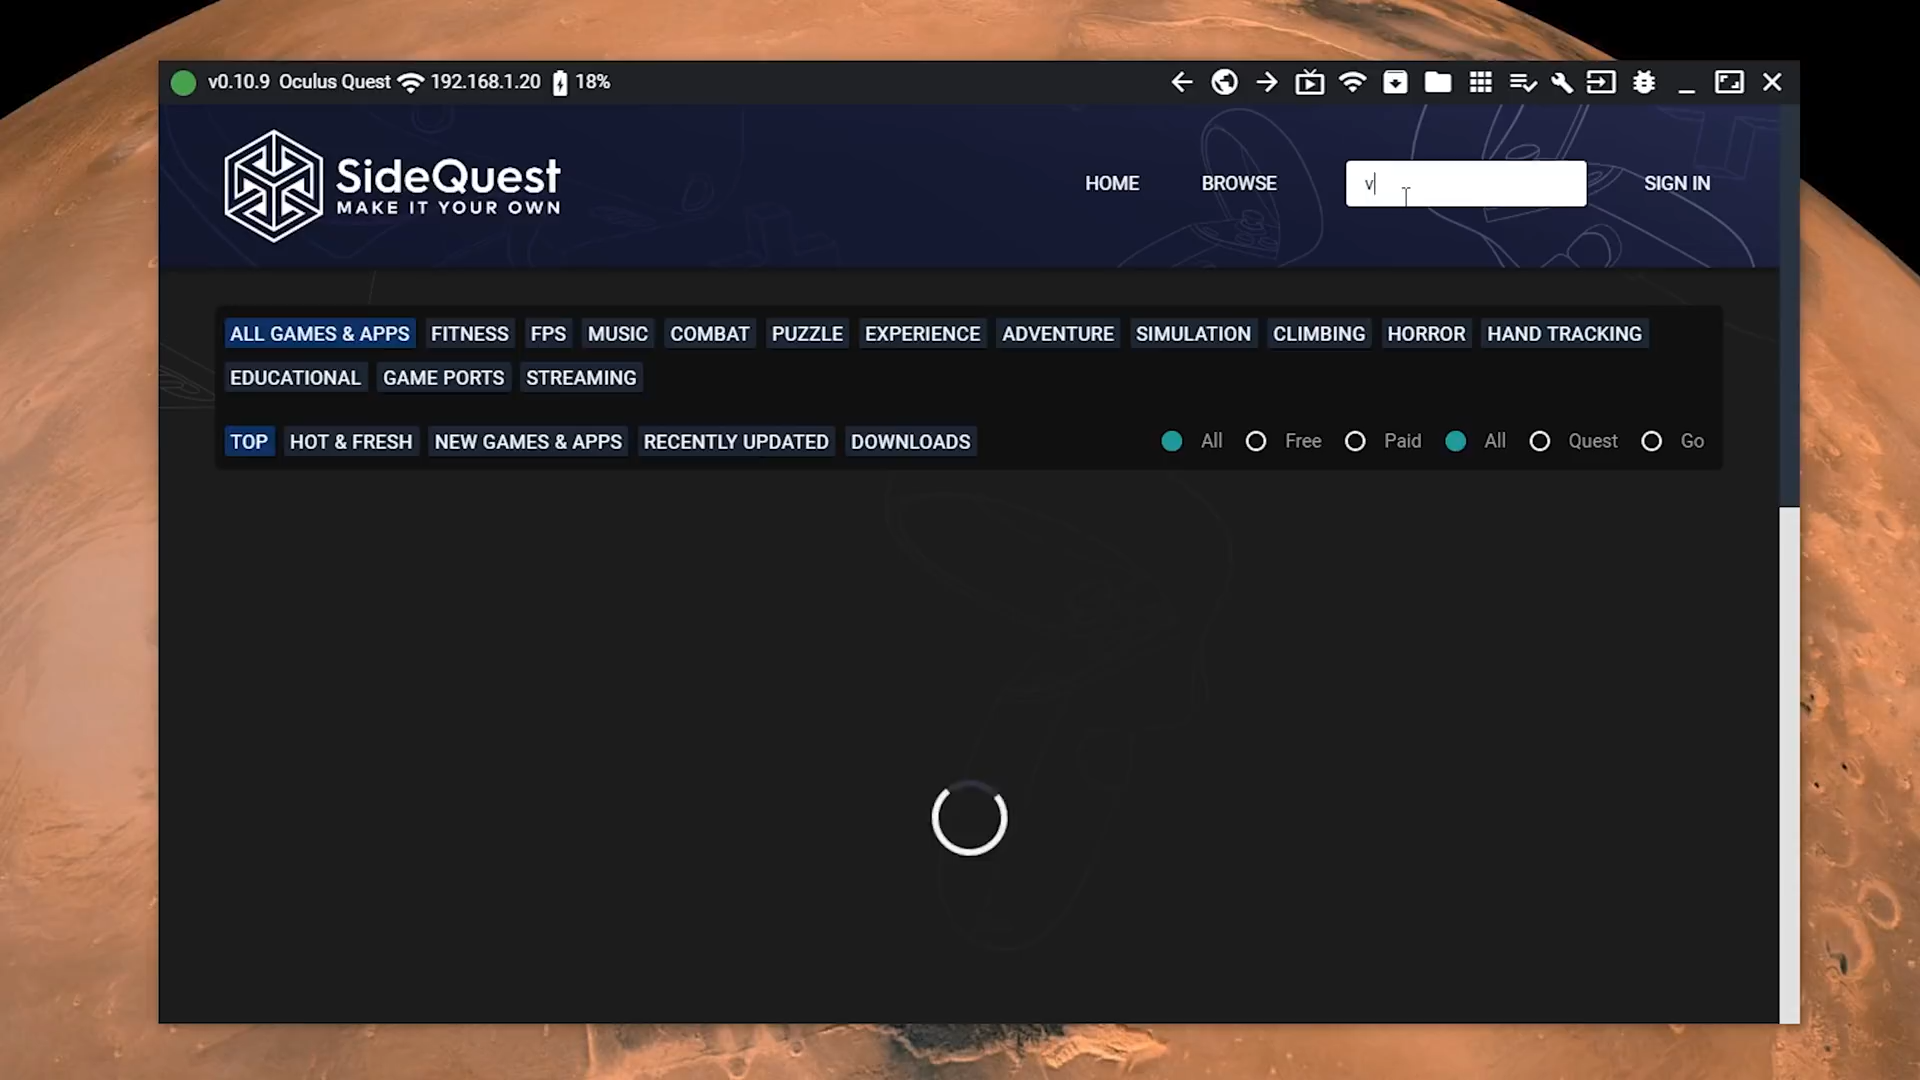 v0.10.9 Oculus Quest 192.168.1.20 18%
SideQuest
MAKE IT YOUR OWN
HOME BROWSE v SIGN IN
ALL GAMES & APPS FITNESS FPS MUSIC COMBAT PUZZLE EXPERIENCE ADVENTURE SIMULATION CLIMBING HORROR HAND TRACKING
EDUCATIONAL GAME PORTS STREAMING
TOP HOT & FRESH NEW GAMES & APPS RECENTLY UPDATED DOWNLOADS All Free Paid All Quest Go